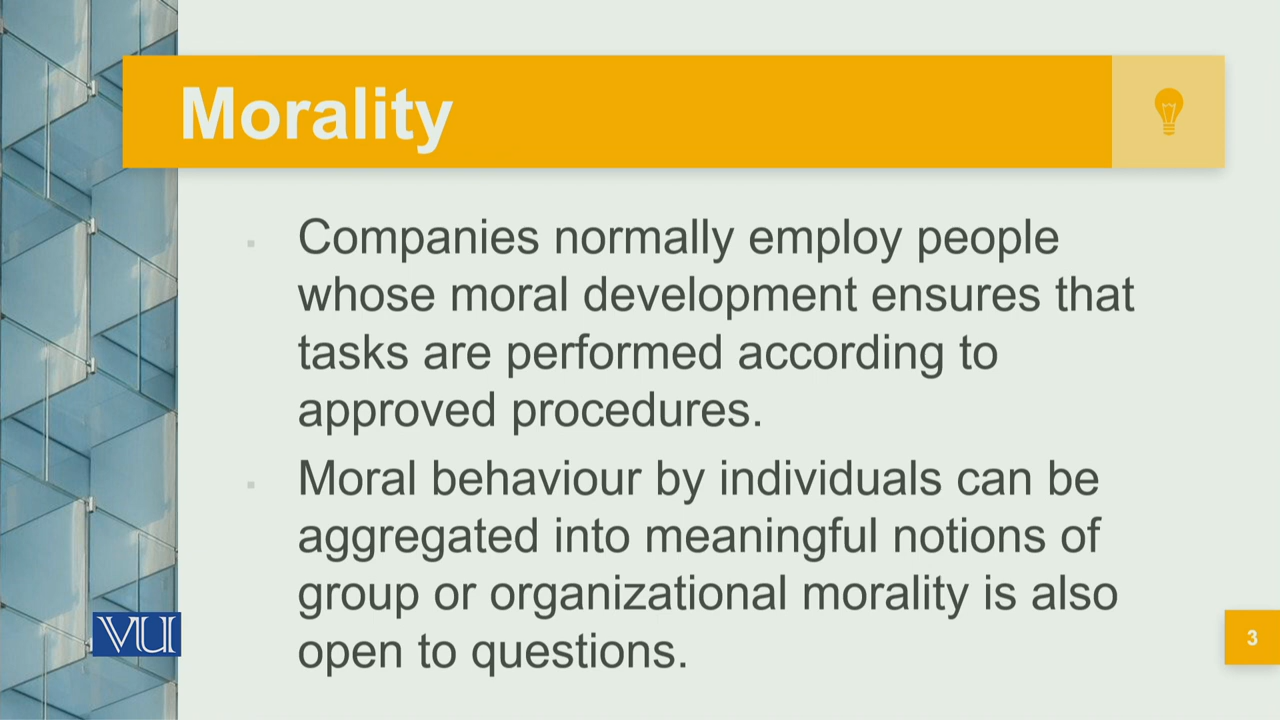 Morality
Companies normally employ people
whose moral development ensures that
tasks are performed according to
approved procedures.
Moral behaviour by individuals can be
aggregated into meaningful notions of
group or organizational morality is also
open to questions.
VU
3